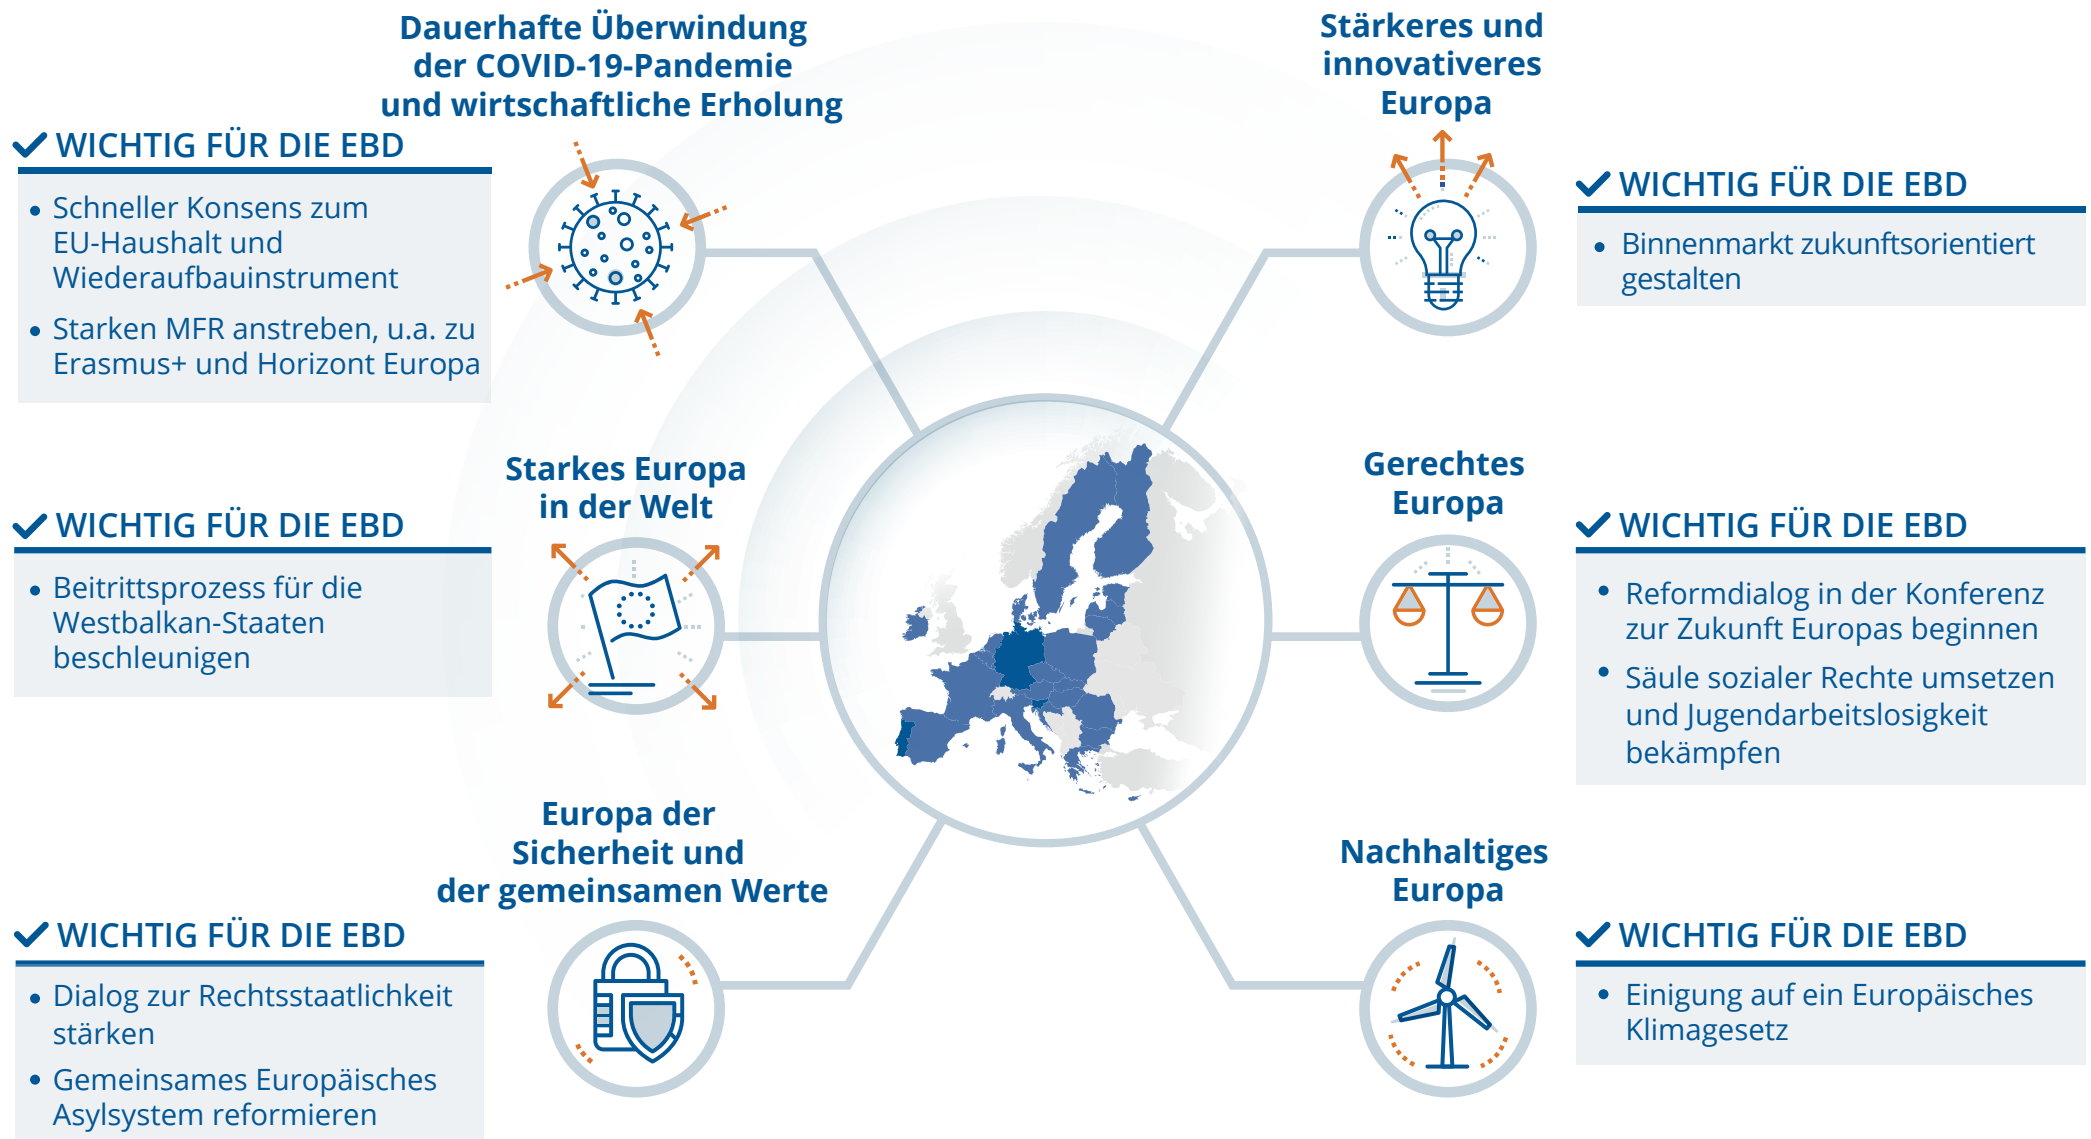 Dauerhafte Überwindung
der COVID-19-Pandemie
und wirtschaftliche Erholung
WICHTIG FÜR DIE EBD
• Schneller Konsens zum
EU-Haushalt und
Wiederaufbauinstrument
• Starken MFR anstreben, u.a. zu
Erasmus+ und Horizont Europa
Stärkeres und
innovativeres
Europa
WICHTIG FÜR DIE EBD
• Binnenmarkt zukunftsorientiert
gestalten
Starkes Europa
in der Welt
WICHTIG FÜR DIE EBD
• Beitrittsprozess für die
Westbalkan-Staaten
beschleunigen
Gerechtes
Europa
WICHTIG FÜR DIE EBD
• Reformdialog in der Konferenz
zur Zukunft Europas beginnen
• Säule sozialer Rechte umsetzen
und Jugendarbeitslosigkeit
bekämpfen
Europa der
Sicherheit und
der gemeinsamen Werte
WICHTIG FÜR DIE EBD
• Dialog zur Rechtsstaatlichkeit
stärken
• Gemeinsames Europäisches
Asylsystem reformieren
Nachhaltiges
Europa
WICHTIG FÜR DIE EBD
• Einigung auf ein Europäisches
Klimagesetz